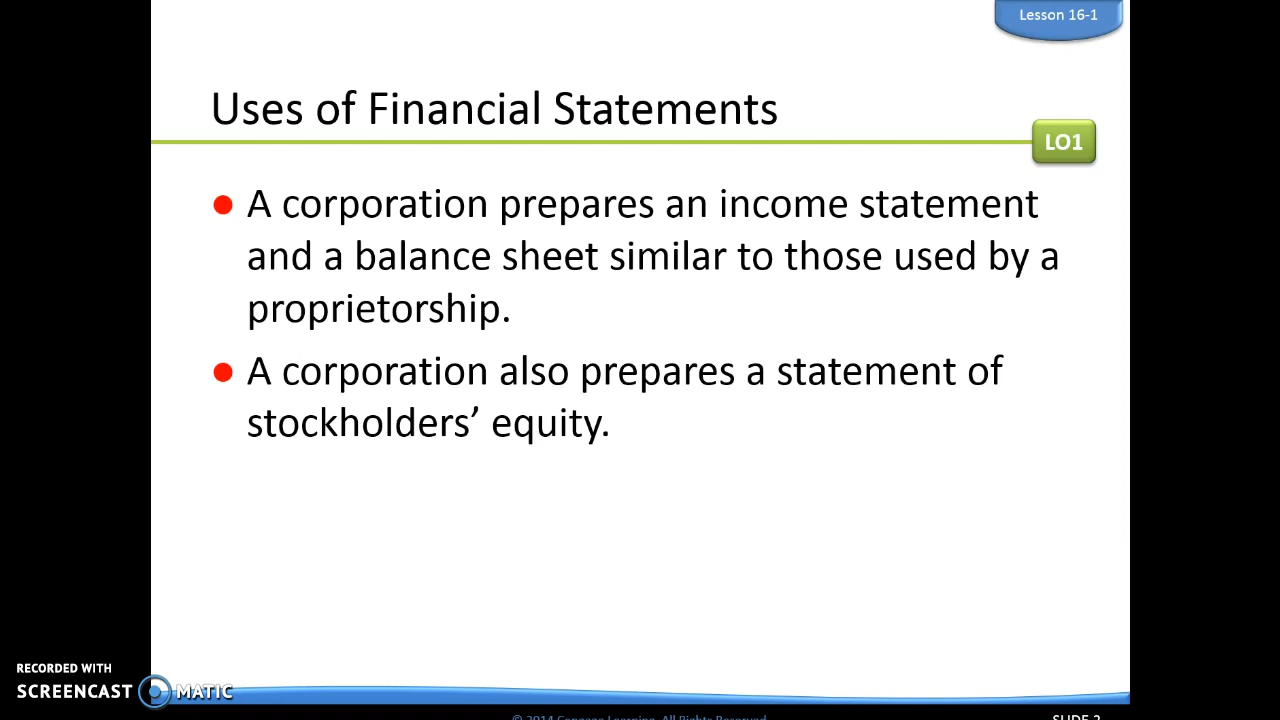 Lesson 16-1
Uses of Financial Statements
LO1
● A corporation prepares an income statement
and a balance sheet similar to those used by a
proprietorship.
● A corporation also prepares a statement of
stockholders’ equity.
RECORDED WITH
SCREENCAST MATIC
© 2014 Cengage Learning. All Rights Reserved.
SLIDE 2